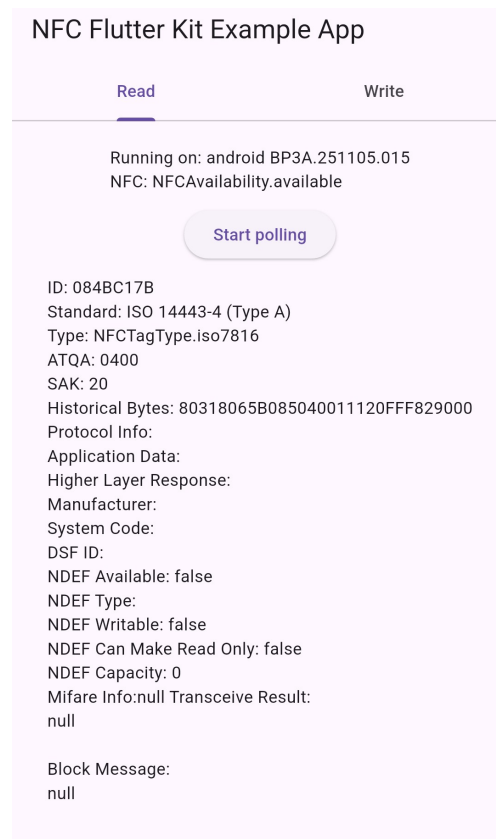 NFC Flutter Kit Example App
Read
Write
Running on: android BP3A.251105.015
NFC: NFCAvailability.available
Start polling
ID: 084BC17B
Standard: ISO 14443-4 (Type A)
Type: NFCTagType.iso7816
ATQA: 0400
SAK: 20
Historical Bytes: 80318065B085040011120FFF829000
Protocol Info:
Application Data:
Higher Layer Response:
Manufacturer:
System Code:
DSF ID:
NDEF Available: false
NDEF Type:
NDEF Writable: false
NDEF Can Make Read Only: false
NDEF Capacity: 0
Mifare Info:null Transceive Result:
null
Block Message:
null